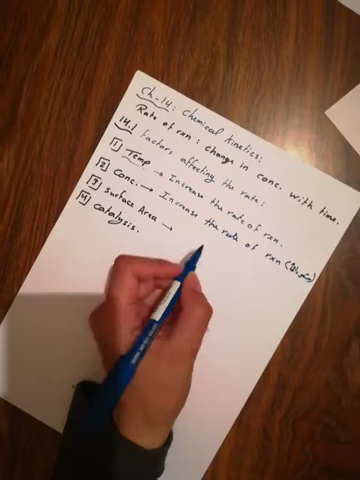 Ch. 14: Chemical Kinetics:
Rate of rxn: change in conc. with time.
14.1 Factors affecting the rate:
1 Temp → Increase the rate of rxn.
2 Conc. → Increase the rate of rxn
3 Surface Area →
4 Catalysis.